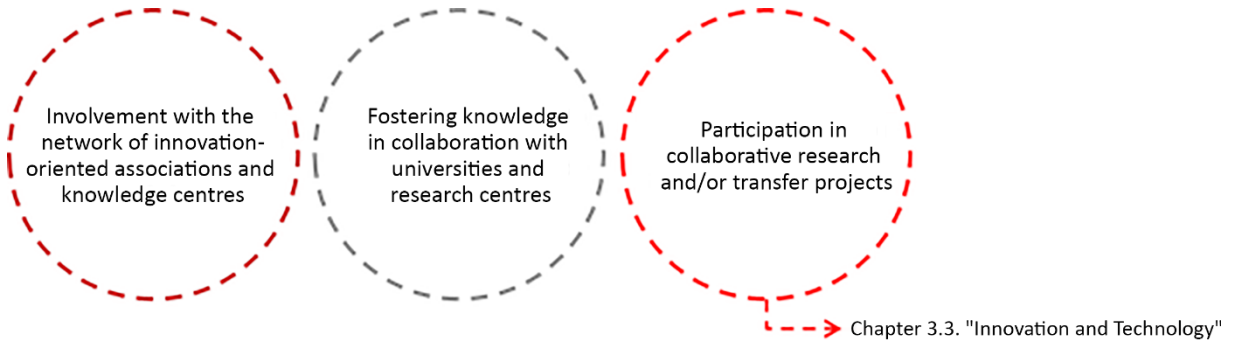 Involvement with the
network of innovation-
oriented associations and
knowledge centres
Fostering knowledge
in collaboration with
universities and
research centres
Participation in
collaborative research
and/or transfer projects
Chapter 3.3. "Innovation and Technology"